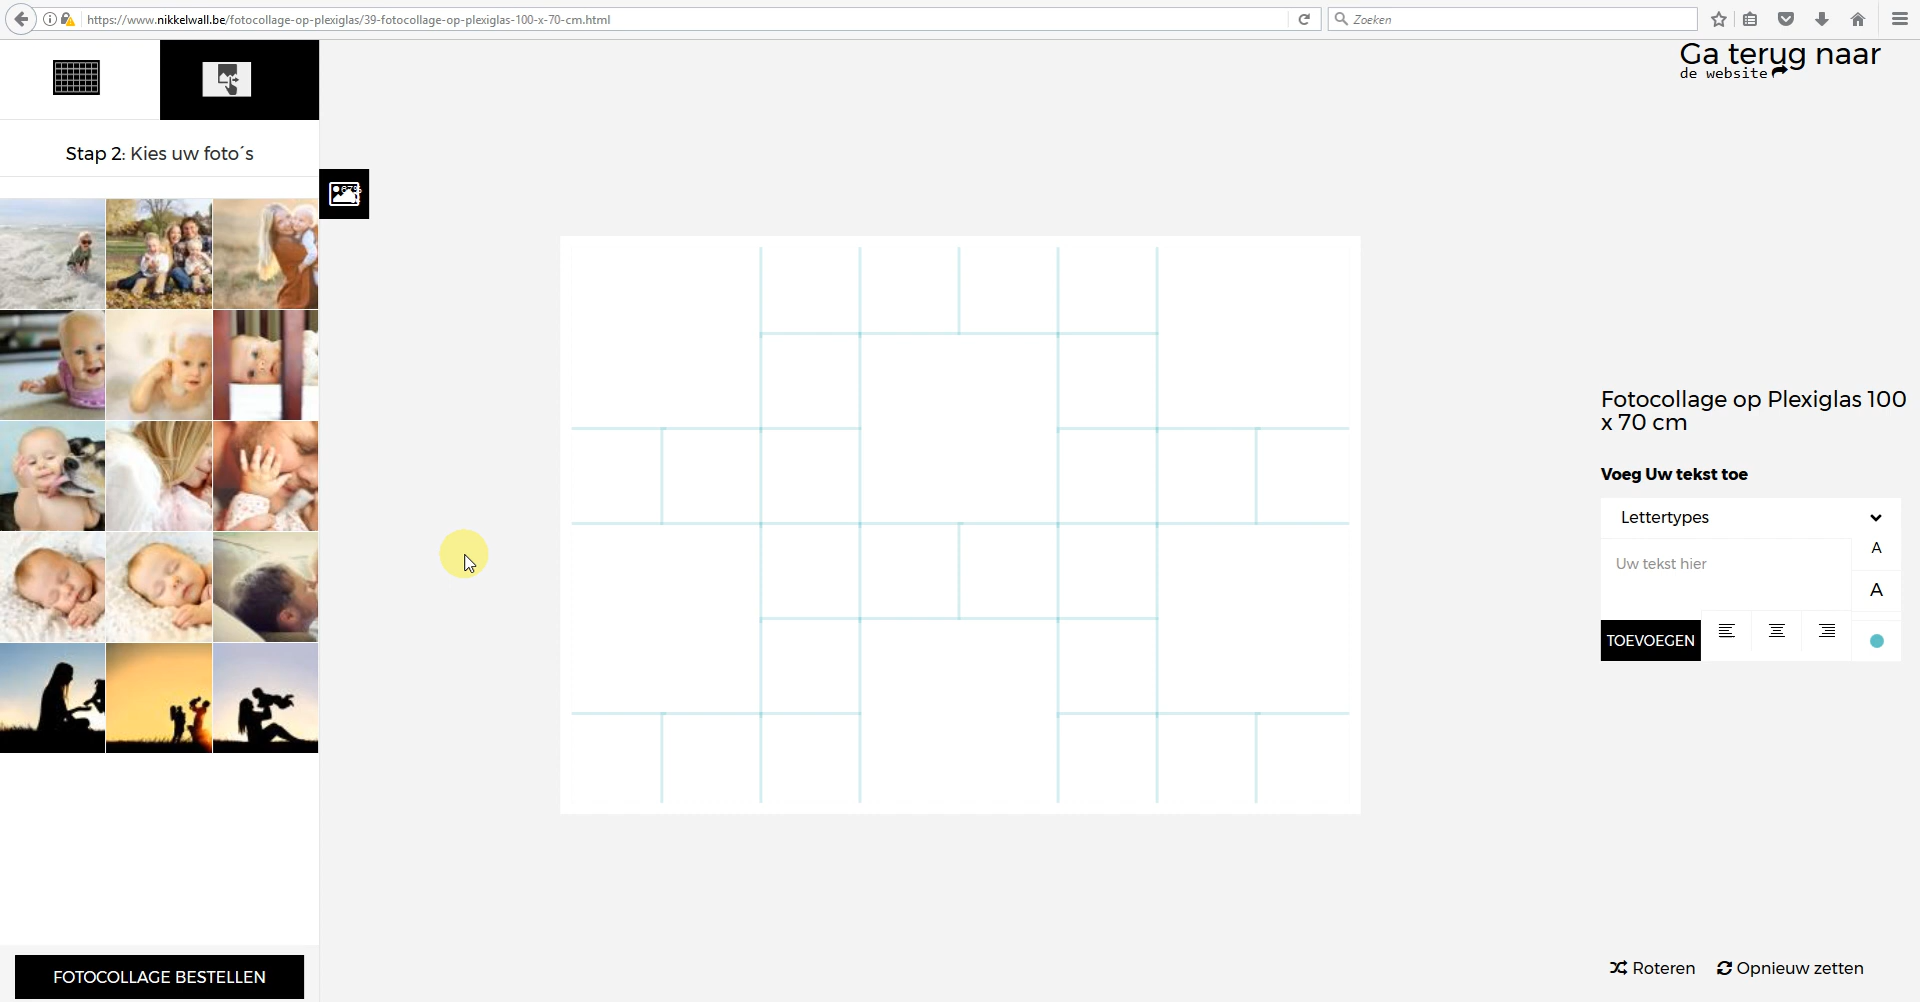 https://www.nikkelwall.be/fotocollage-op-plexiglas/39-fotocollage-op-plexiglas-100-x-70-cm.html
Zoeken
Ga terug naar
de website
Stap 2: Kies uw foto´s
Fotocollage op Plexiglas 100
x 70 cm
Voeg Uw tekst toe
Lettertypes
A
Uw tekst hier
A
TOEVOEGEN
Roteren
Opnieuw zetten
FOTOCOLLAGE BESTELLEN